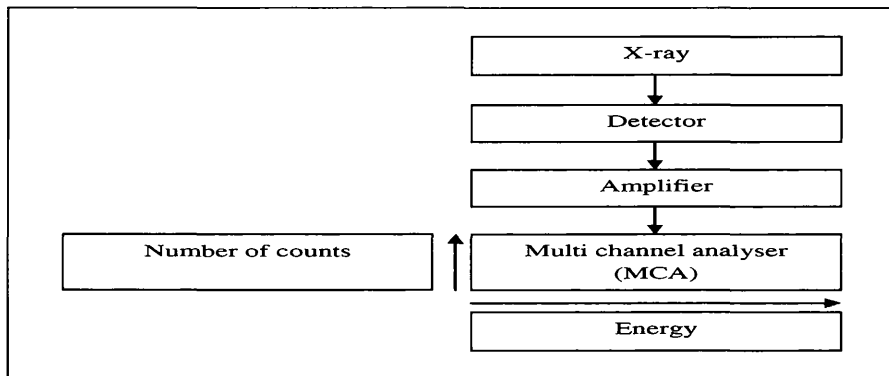 X-ray
Detector
Amplifier
Number of counts
Multi channel analyser
(MCA)
Energy